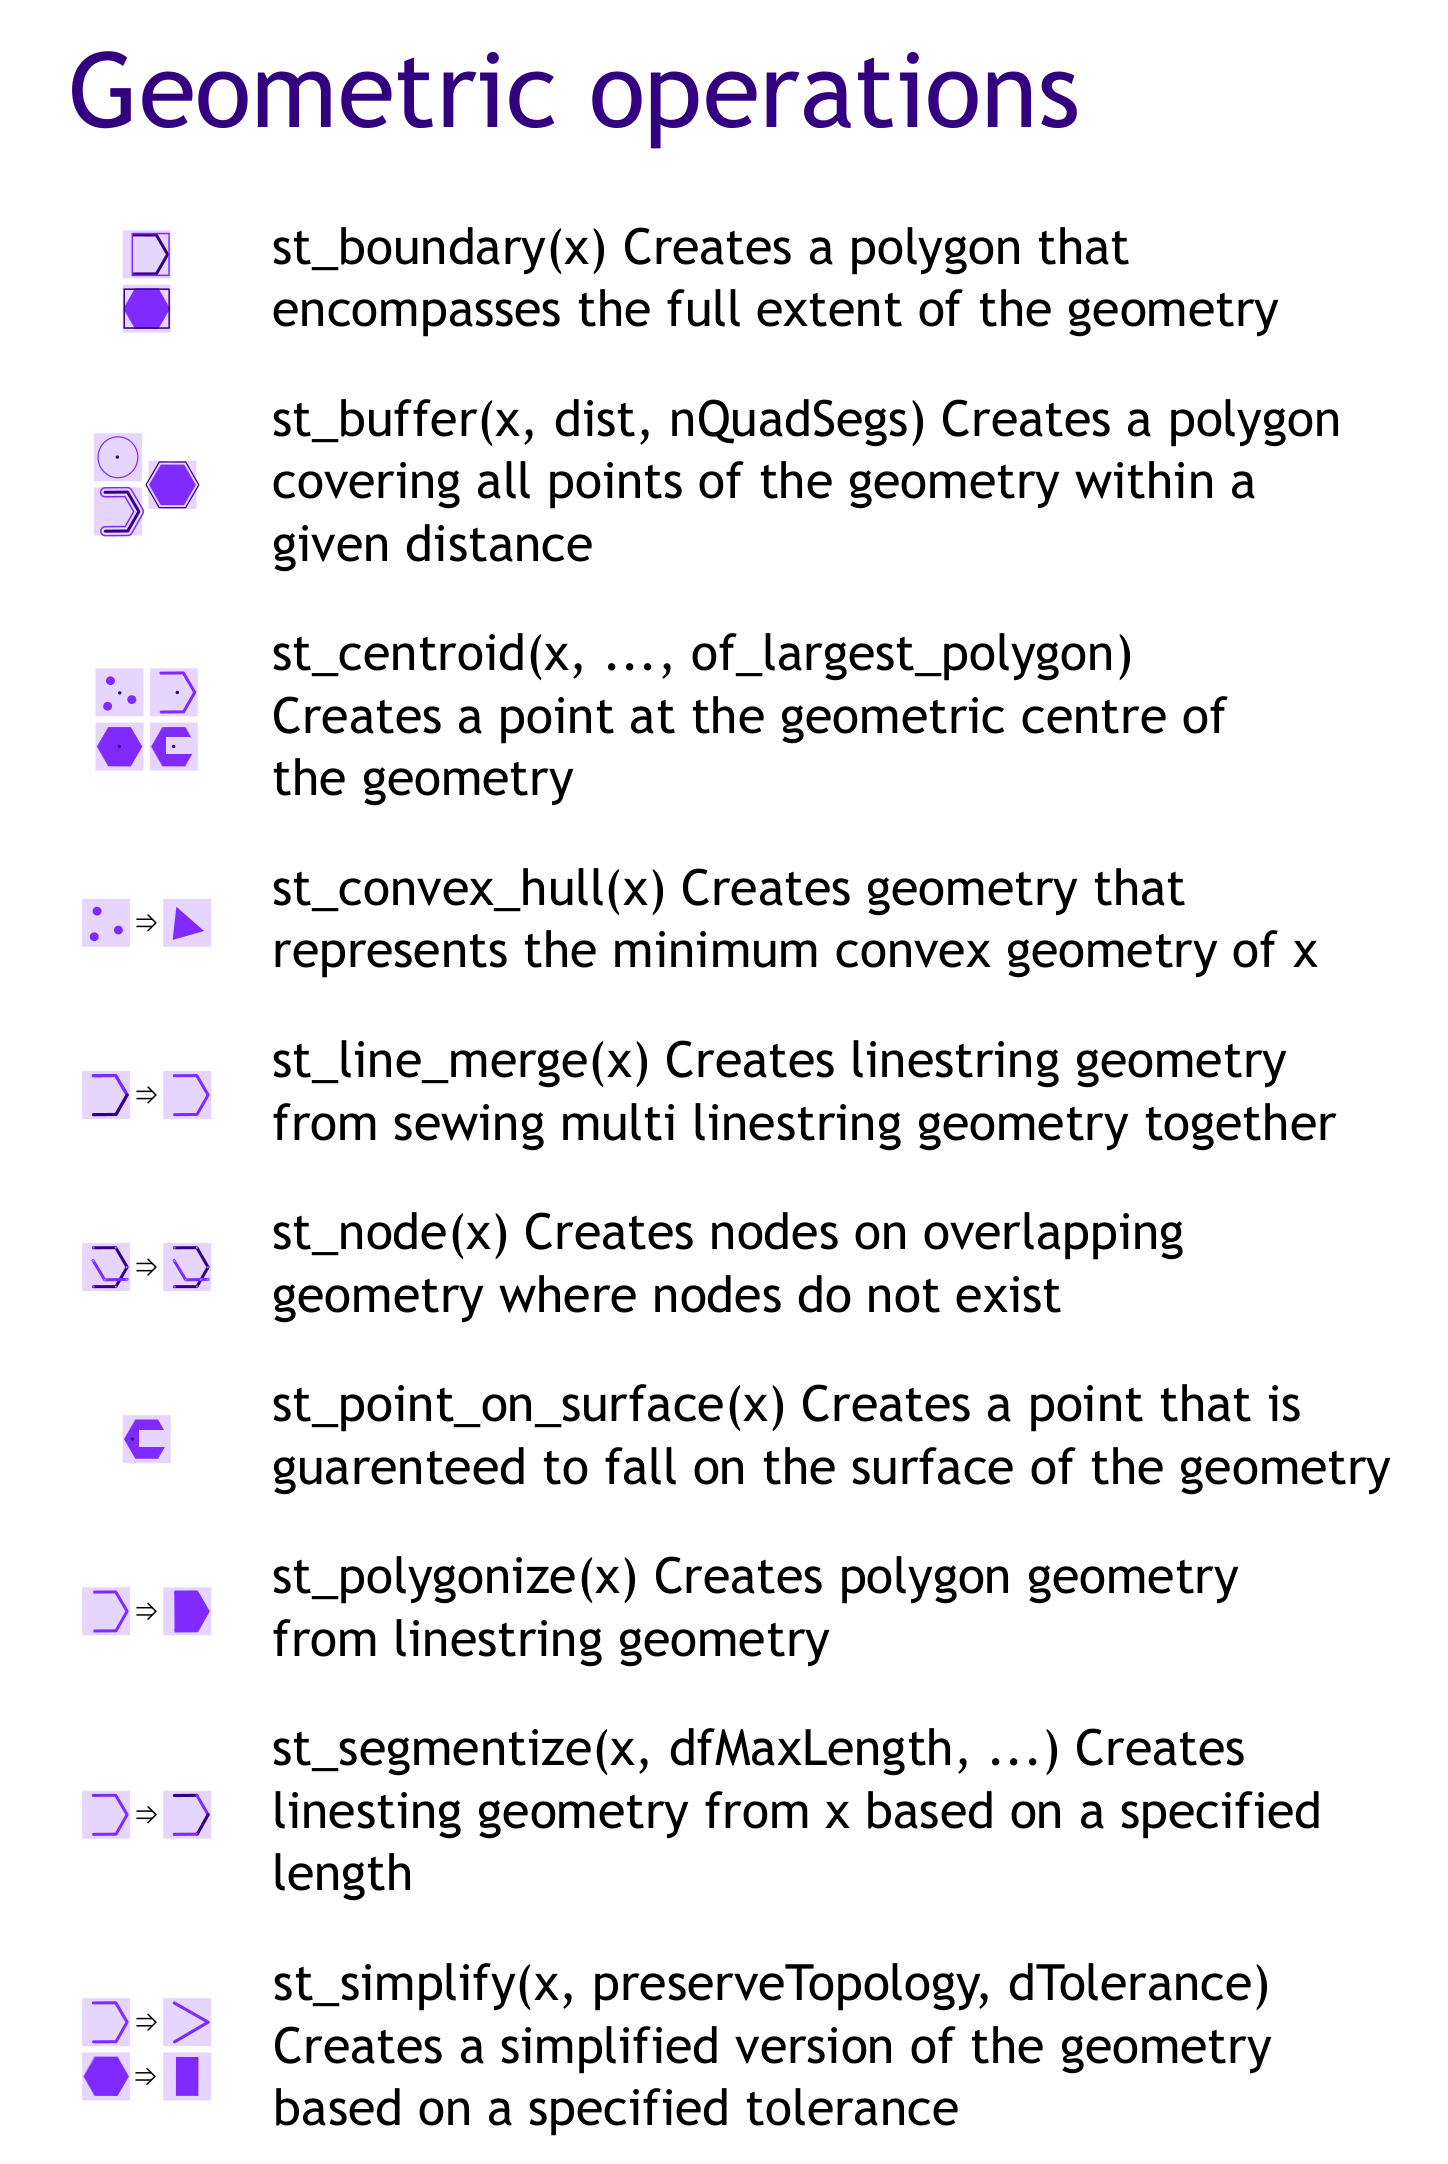 Geometric operations
st_boundary(x) Creates a polygon that
encompasses the full extent of the geometry
st_buffer(x, dist, nQuadSegs) Creates a polygon
covering all points of the geometry within a
given distance
st_centroid(x, ..., of_largest_polygon)
Creates a point at the geometric centre of
the geometry
st_convex_hull(x) Creates geometry that
represents the minimum convex geometry of x
st_line_merge(x) Creates linestring geometry
from sewing multi linestring geometry together
st_node(x) Creates nodes on overlapping
geometry where nodes do not exist
st_point_on_surface(x) Creates a point that is
guarenteed to fall on the surface of the geometry
st_polygonize(x) Creates polygon geometry
from linestring geometry
st_segmentize(x, dfMaxLength, ...) Creates
linesting geometry from x based on a specified
length
st_simplify(x, preserveTopology, dTolerance)
Creates a simplified version of the geometry
based on a specified tolerance